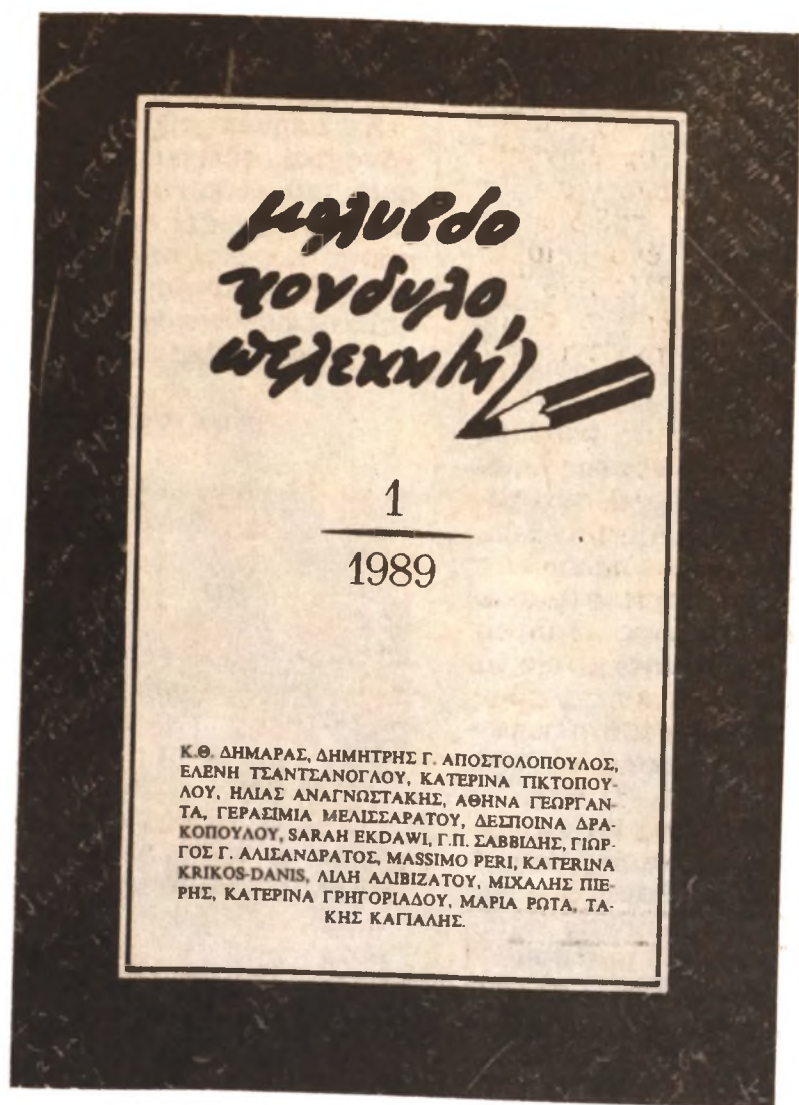 μολυβδο
κονδυλο
πελεκητή
1
1989
Κ.Θ. ΔΗΜΑΡΑΣ, ΔΗΜΗΤΡΗΣ Γ. ΑΠΟΣΤΟΛΟΠΟΥΛΟΣ,
ΕΛΕΝΗ ΤΣΑΝΤΣΑΝΟΓΛΟΥ, ΚΑΤΕΡΙΝΑ ΤΙΚΤΟΠΟΥ-
ΛΟΥ, ΗΛΙΑΣ ΑΝΑΓΝΩΣΤΑΚΗΣ, ΑΘΗΝΑ ΓΕΩΡΓΑΝ-
ΤΑ, ΓΕΡΑΣΙΜΙΑ ΜΕΛΙΣΣΑΡΑΤΟΥ, ΔΕΣΠΟΙΝΑ ΔΡΑ-
ΚΟΠΟΥΛΟΥ, SARAH EKDAWI, Γ.Π. ΣΑΒΒΙΔΗΣ, ΓΙΩΡ-
ΓΟΣ Γ. ΑΛΙΣΑΝΔΡΑΤΟΣ, MASSIMO PERI, KATERINA
KRIKOS-DANIS, ΛΙΛΗ ΑΛΙΒΙΖΑΤΟΥ, ΜΙΧΑΛΗΣ ΠΙΕ-
ΡΗΣ, ΚΑΤΕΡΙΝΑ ΓΡΗΓΟΡΙΑΔΟΥ, ΜΑΡΙΑ ΡΩΤΑ, ΤΑ-
ΚΗΣ ΚΑΓΙΑΛΗΣ.